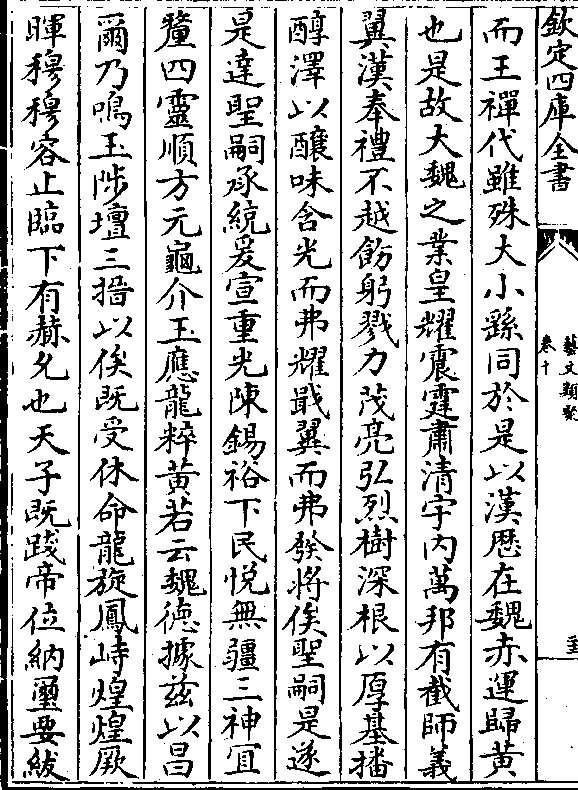 欽定四庫全書
藝文類聚
卷十
而王禪代雖殊大小繇同於是以漢歴在魏赤運歸黄
也是故大魏之業皇耀震霆肅清宇内萬邦有截師義
翼漢奉禮不越飭躬戮力茂亮弘烈樹深根以厚基播
醇澤以釀味含光而弗耀戢翼而弗發將俟聖嗣是遂
是達聖嗣承統爰宣重光陳錫裕下民悦無疆三神宜
釐四靈順方元龜介玉應龍粹黄若云魏德據兹以昌
爾乃鳴玉陟壇三搢以俟既受休命龍旋鳳峙煌煌厥
暉穆穆容止臨下有赫允也天子既踐帝位納璽要紱